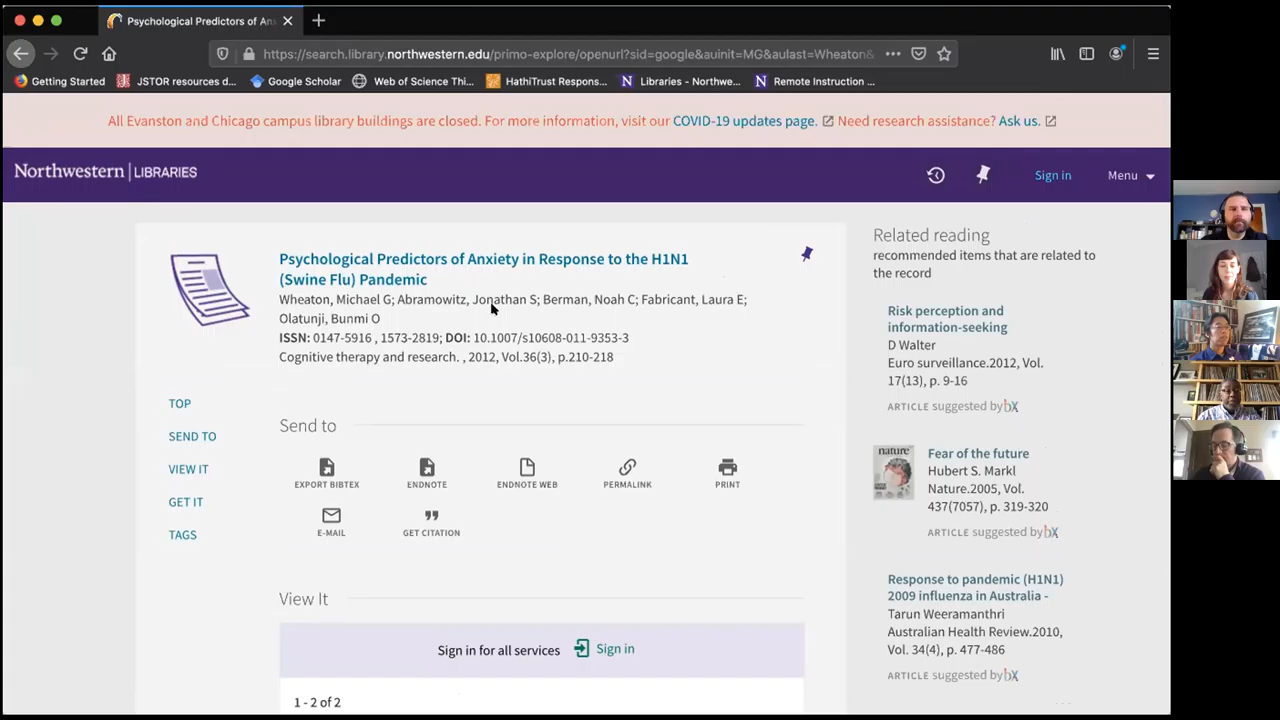 Psychological Predictors of An
https://search.library.northwestern.edu/primo-explore/openurl?sid=google&auinit=MG&aulast=Wheaton&
Getting Started JSTOR resources d... Google Scholar Web of Science Thi... HathiTrust Respons... Libraries - Northwe... Remote Instruction ...
All Evanston and Chicago campus library buildings are closed. For more information, visit our COVID-19 updates page. Need research assistance? Ask us.
Northwestern | LIBRARIES
Sign in Menu
Psychological Predictors of Anxiety in Response to the H1N1
(Swine Flu) Pandemic
Wheaton, Michael G; Abramowitz, Jonathan S; Berman, Noah C; Fabricant, Laura E;
Olatunji, Bunmi O
ISSN: 0147-5916 , 1573-2819; DOI: 10.1007/s10608-011-9353-3
Cognitive therapy and research. , 2012, Vol.36(3), p.210-218
TOP
SEND TO
VIEW IT
GET IT
TAGS
Send to
EXPORT BIBTEX ENDNOTE ENDNOTE WEB PERMALINK PRINT
E-MAIL GET CITATION
View It
Sign in for all services Sign in
1 - 2 of 2
Related reading
recommended items that are related to
the record
Risk perception and
information-seeking
D Walter
Euro surveillance.2012, Vol.
17(13), p. 9-16
ARTICLE suggested by bX
nature
Fear of the future
Hubert S. Markl
Nature.2005, Vol.
437(7057), p. 319-320
ARTICLE suggested by bX
Response to pandemic (H1N1)
2009 influenza in Australia -
Tarun Weeramanthri
Australian Health Review.2010,
Vol. 34(4), p. 477-486
ARTICLE suggested by bX